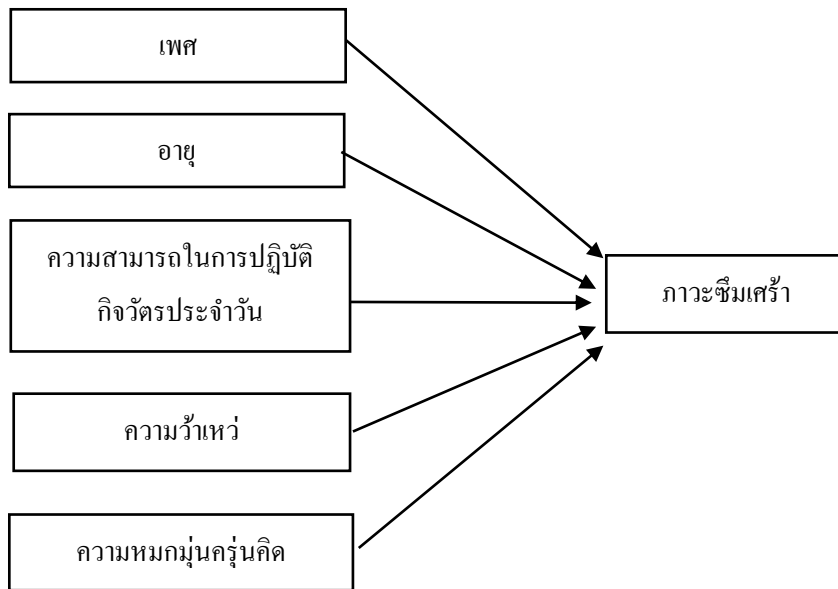 เพศ
อายุ
ความสามารถในการปฏิบัติ
กิจวัตรประจำวัน
ความว้าเหว่
ความหมกมุ่นครุ่นคิด
ภาวะซึมเศร้า